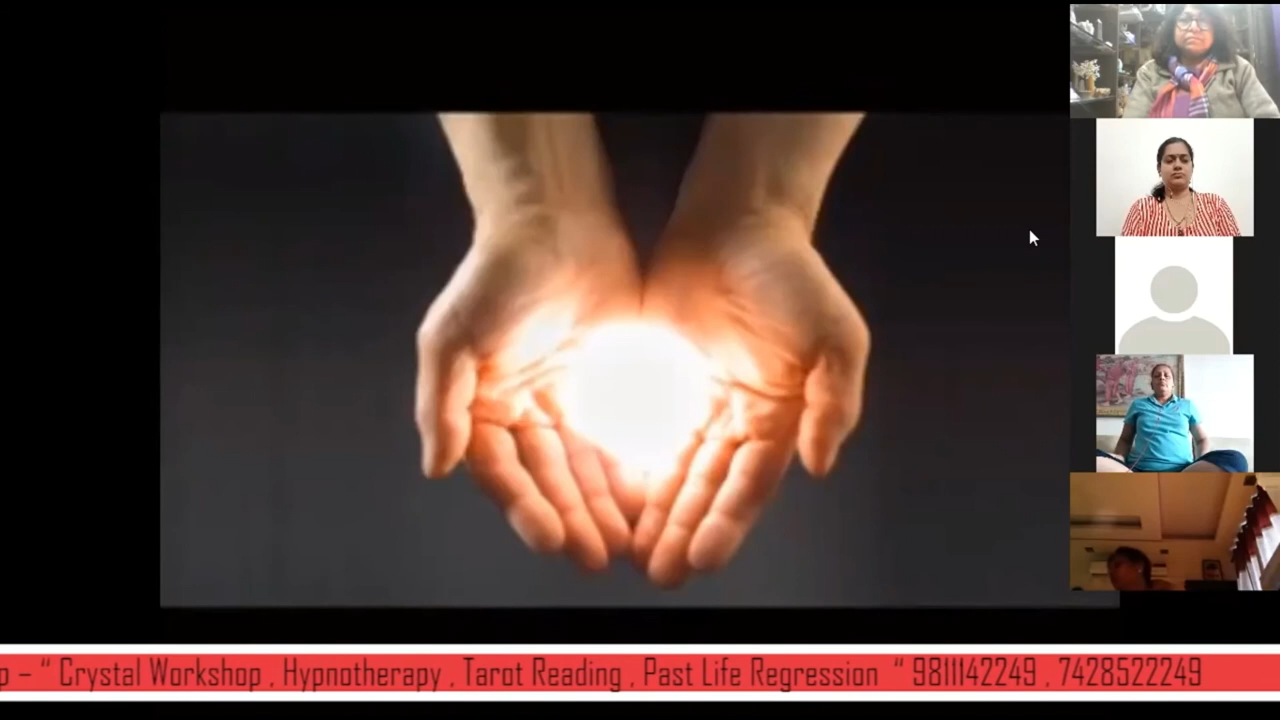 p – “ Crystal Workshop , Hypnotherapy , Tarot Reading , Past Life Regression “ 9811142249 , 7428522249